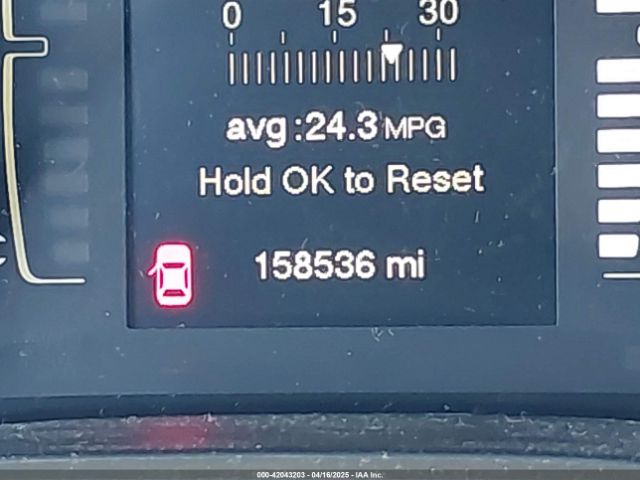 0 15 30
avg:24.3 MPG
Hold OK to Reset
158536 mi
000-42043203 - 04/16/2025 - IAA Inc.